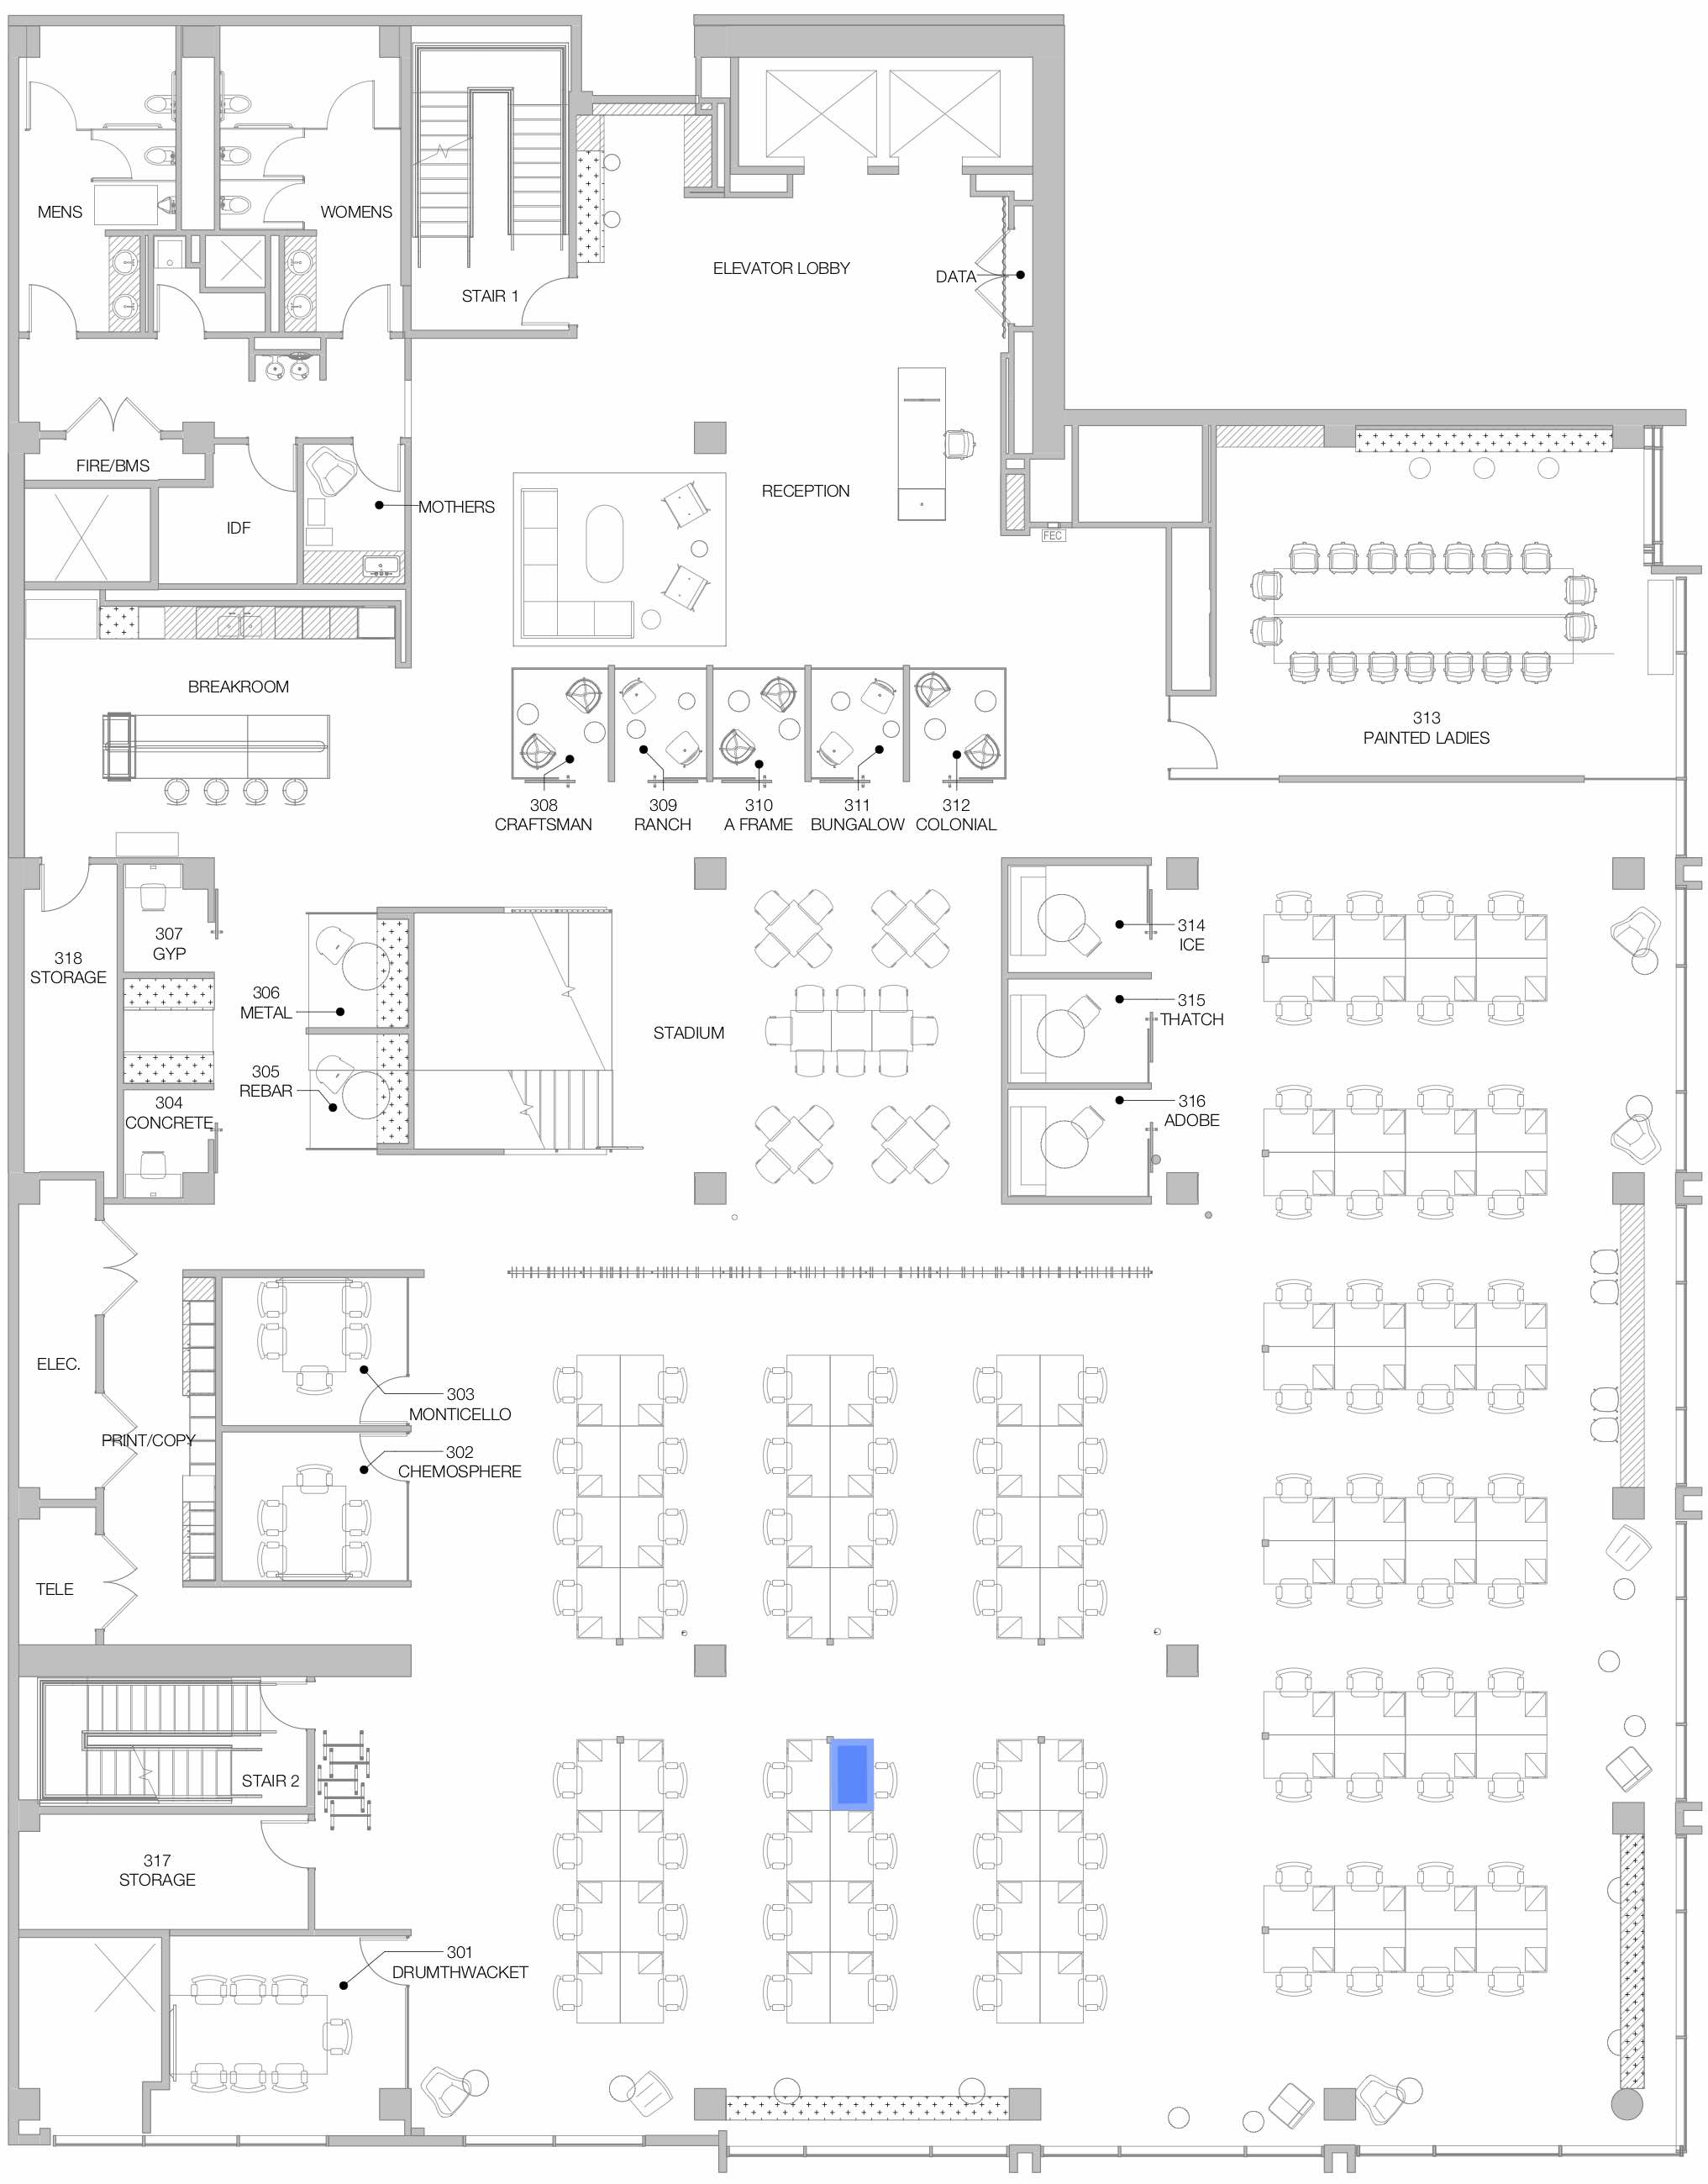 MENS
WOMENS
STAIR 1
ELEVATOR LOBBY
DATA
FIRE/BMS
IDF
MOTHERS
RECEPTION
FEC
BREAKROOM
313
PAINTED LADIES
308
CRAFTSMAN
309
RANCH
310
A FRAME
311
BUNGALOW
312
COLONIAL
307
GYP
318
STORAGE
306
METAL
305
REBAR
304
CONCRETE
STADIUM
314
ICE
315
THATCH
316
ADOBE
ELEC.
303
MONTICELLO
PRINT/COPY
302
CHEMOSPHERE
TELE
STAIR 2
317
STORAGE
301
DRUMTHWACKET